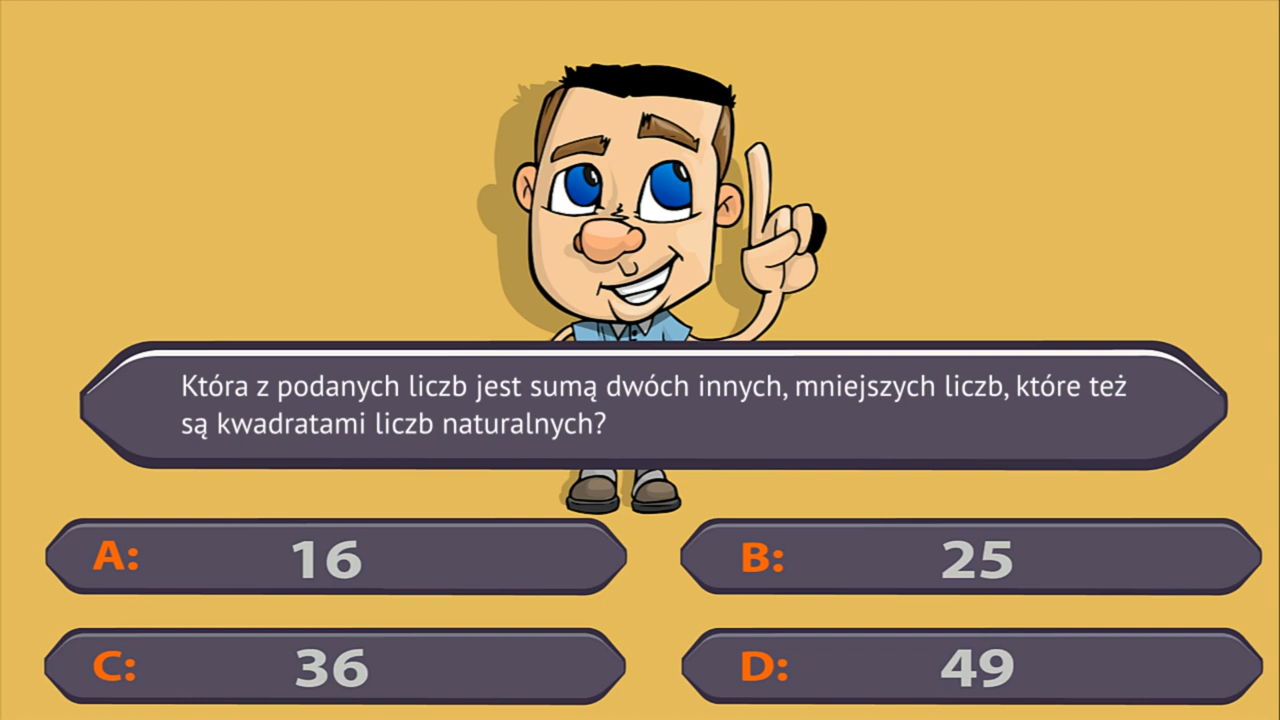 Która z podanych liczb jest sumą dwóch innych, mniejszych liczb, które też
są kwadratami liczb naturalnych?
A: 16
B: 25
C: 36
D: 49